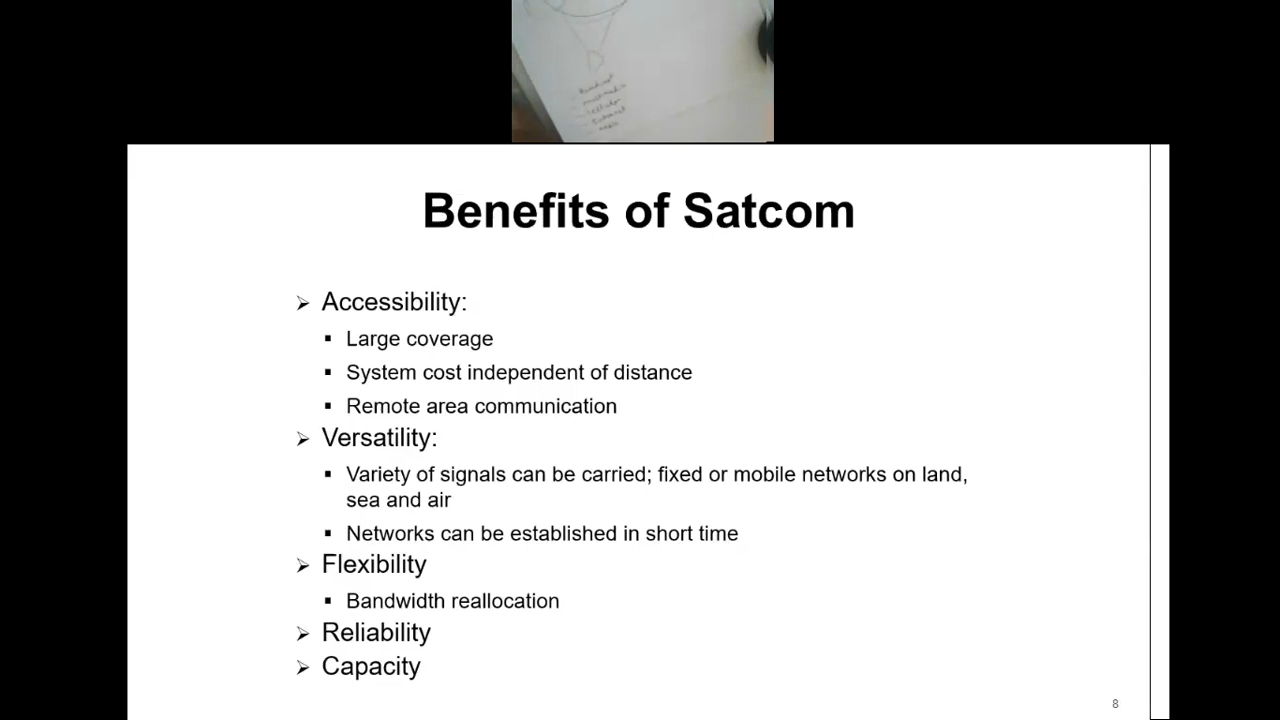 Benefits of Satcom
➢ Accessibility:
▪ Large coverage
▪ System cost independent of distance
▪ Remote area communication
➢ Versatility:
▪ Variety of signals can be carried; fixed or mobile networks on land,
sea and air
▪ Networks can be established in short time
➢ Flexibility
▪ Bandwidth reallocation
➢ Reliability
➢ Capacity
8